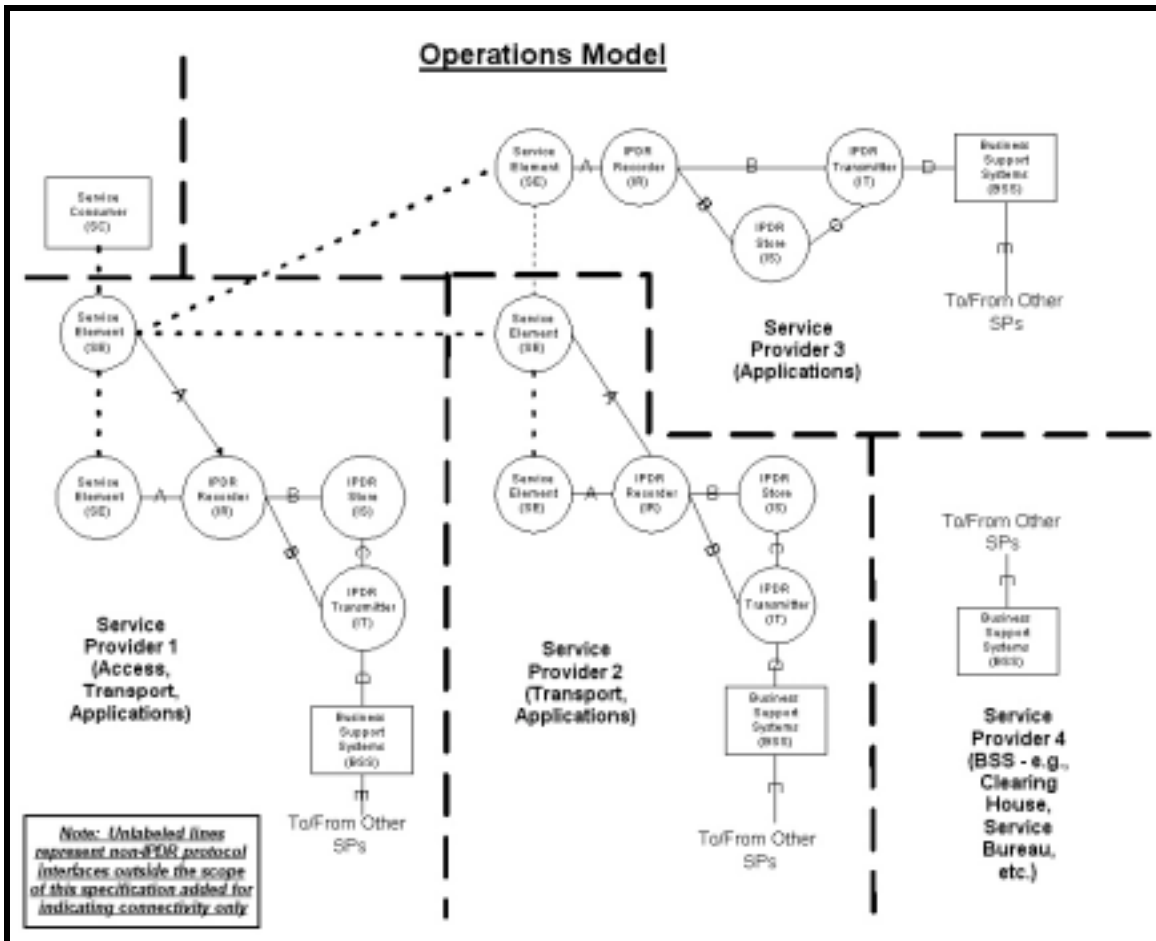 Operations Model
Service
Element
(SE)
A
IPDR
Recorder
(IR)
B
IPDR
Transmitter
(IT)
D
Business
Support
Systems
(BSS)
B
IPDR
Store
(IS)
C
E
To/From Other
SPs
Service
Provider 3
(Applications)
Service
Consumer
(SC)
Service
Element
(SE)
A
Service
Element
(SE)
A
IPDR
Recorder
(IR)
B
IPDR
Store
(IS)
B
C
IPDR
Transmitter
(IT)
D
Business
Support
Systems
(BSS)
E
To/From Other
SPs
Service
Provider 1
(Access,
Transport,
Applications)
Service
Element
(SE)
A
Service
Element
(SE)
A
IPDR
Recorder
(IR)
B
IPDR
Store
(IS)
B
C
IPDR
Transmitter
(IT)
D
Business
Support
Systems
(BSS)
E
To/From Other
SPs
Service
Provider 2
(Transport,
Applications)
To/From Other
SPs
E
Business
Support
Systems
(BSS)
Service
Provider 4
(BSS - e.g.,
Clearing
House,
Service
Bureau,
etc.)
Note: Unlabeled lines
represent non-IPDR protocol
interfaces outside the scope
of this specification added for
indicating connectivity only